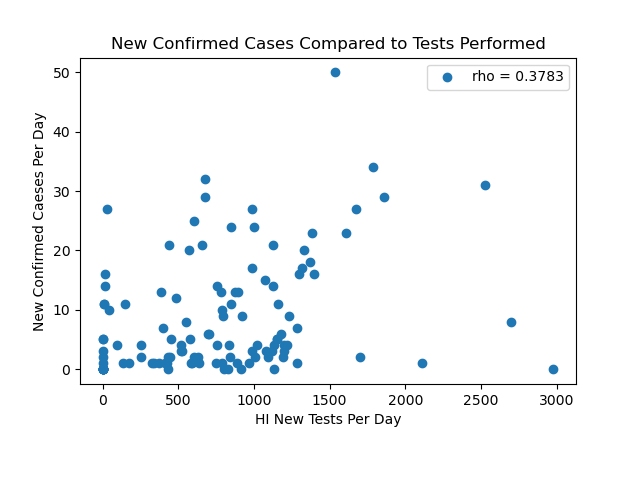 New Confirmed Cases Compared to Tests Performed
rho = 0.3783
New Confirmed Caeses Per Day
50
40
30
20
10
0
0 500 1000 1500 2000 2500 3000
HI New Tests Per Day